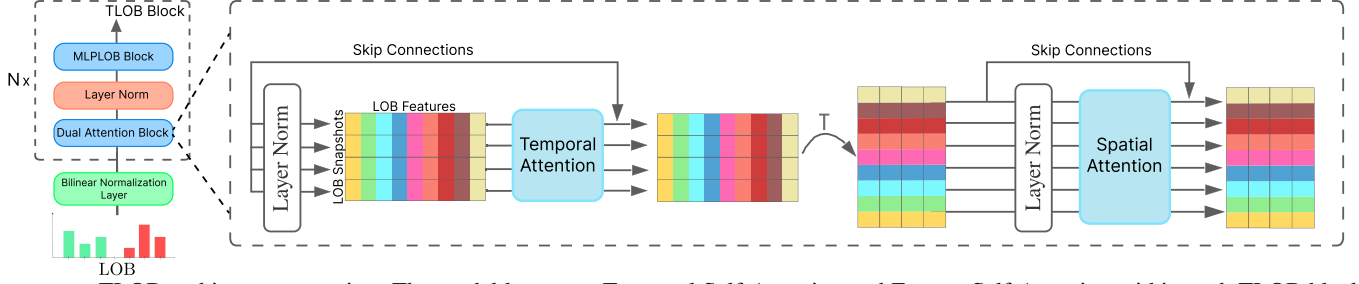 TLOB Block
MLPLOB Block
N x
Layer Norm
Dual Attention Block
Bilinear Normalization
Layer
LOB
Skip Connections
Layer Norm
LOB Snapshots
LOB Features
Temporal
Attention
T
Skip Connections
Layer Norm
Spatial
Attention